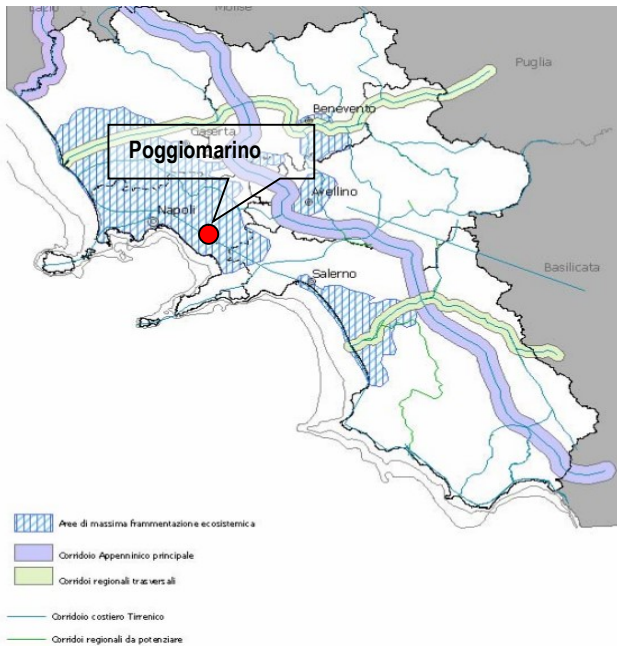 Lazio
Molise
Puglia
Benevento
Caserta
Poggiomarino
Avellino
Napoli
Basilicata
Salerno
Aree di massima frammentazione ecosistemica
Corridoio Appenninico principale
Corridoi regionali trasversali
Corridoio costiero Tirrenico
Corridoi regionali da potenziare